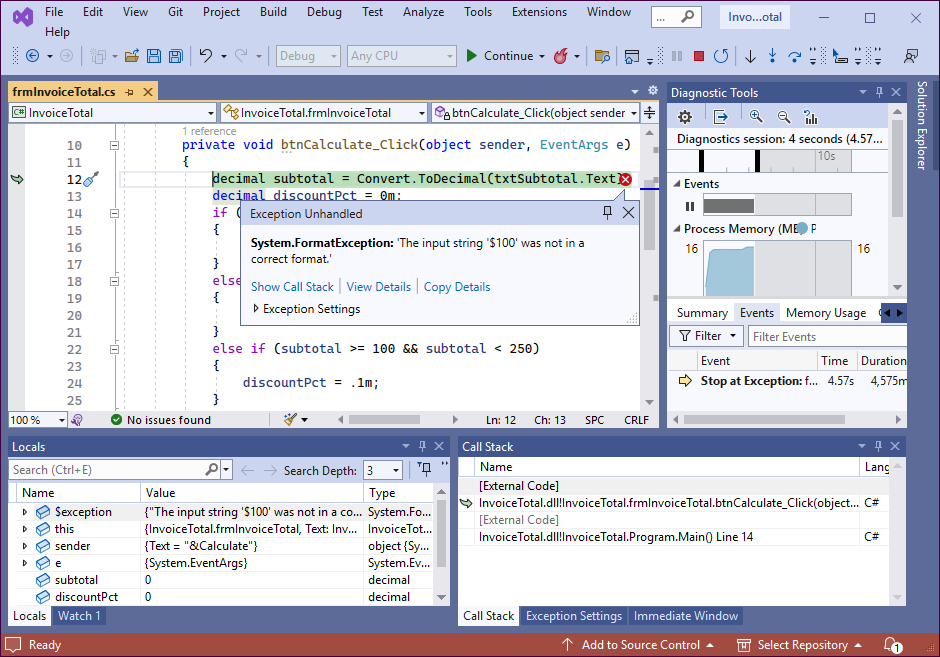 File Edit View Git Project Build Debug Test Analyze Tools Extensions Window ... Invo...otal
Help
Debug Any CPU Continue
frmInvoiceTotal.cs
C# InvoiceTotal InvoiceTotal.frmInvoiceTotal btnCalculate_Click(object sender
1 reference
10 private void btnCalculate_Click(object sender, EventArgs e)
11 {
12 decimal subtotal = Convert.ToDecimal(txtSubtotal.Text)
13 decimal discountPct = 0m;
14 if (
15 {
16
17 }
18 else
19 {
20
21 }
22 else if (subtotal >= 100 && subtotal < 250)
23 {
24 discountPct = .1m;
25 }
Exception Unhandled
System.FormatException: 'The input string '$100' was not in a
correct format.'
Show Call Stack | View Details | Copy Details
Exception Settings
100 % No issues found Ln: 12 Ch: 13 SPC CRLF
Diagnostic Tools
Diagnostics session: 4 seconds (4.57...
10s
Events
Process Memory (MB P
16 16
Summary Events Memory Usage
Filter Filter Events
Event Time Duration
Stop at Exception: f... 4.57s 4,575m
Solution Explorer
Locals
Search (Ctrl+E) Search Depth: 3
Name Value Type
$exception {"The input string '$100' was not in a co... System.Fo...
this {InvoiceTotal.frmInvoiceTotal, Text: Inv... InvoiceTot...
sender {Text = "&Calculate"} object {Sy...
e {System.EventArgs} System.Ev...
subtotal 0 decimal
discountPct 0 decimal
Locals Watch 1
Call Stack
Name Lang
[External Code]
InvoiceTotal.dll!InvoiceTotal.frmInvoiceTotal.btnCalculate_Click(object... C#
[External Code]
InvoiceTotal.dll!InvoiceTotal.Program.Main() Line 14 C#
Call Stack Exception Settings Immediate Window
Ready Add to Source Control Select Repository 1